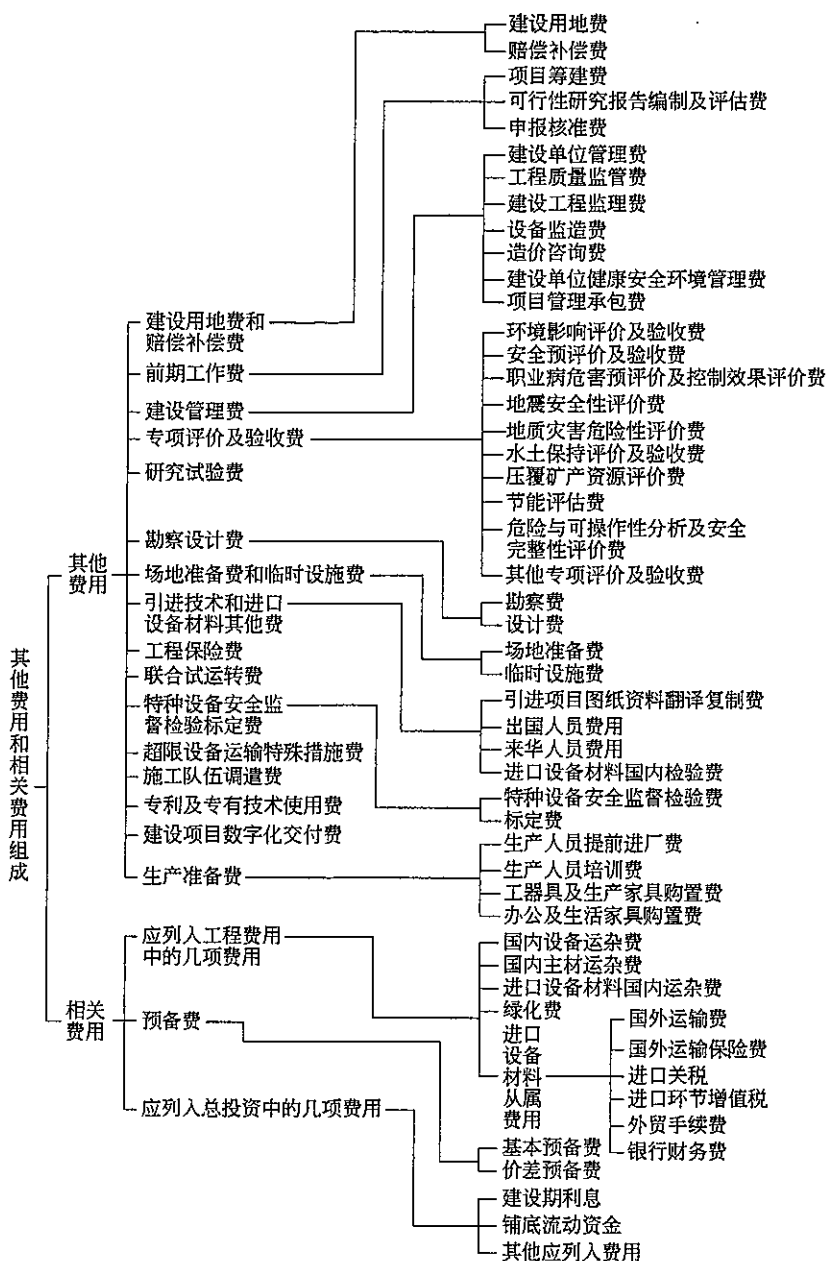 建设用地费
赔偿补偿费
项目筹建费
可行性研究报告编制及评估费
申报核准费
建设单位管理费
工程质量监管费
建设工程监理费
设备监造费
造价咨询费
建设单位健康安全环境管理费
项目管理承包费
环境影响评价及验收费
安全预评价及验收费
职业病危害预评价及控制效果评价费
地震安全性评价费
地质灾害危险性评价费
水土保持评价及验收费
压覆矿产资源评价费
节能评估费
危险与可操作性分析及安全
完整性评价费
其他专项评价及验收费
勘察费
设计费
场地准备费
临时设施费
引进项目图纸资料翻译复制费
出国人员费用
来华人员费用
进口设备材料国内检验费
特种设备安全监督检验费
标定费
生产人员提前进厂费
生产人员培训费
工器具及生产家具购置费
办公及生活家具购置费
建设用地费和
赔偿补偿费
前期工作费
建设管理费
专项评价及验收费
研究试验费
勘察设计费
场地准备费和临时设施费
引进技术和进口
设备材料其他费
工程保险费
联合试运转费
特种设备安全监
督检验标定费
超限设备运输特殊措施费
施工队伍调遣费
专利及专有技术使用费
建设项目数字化交付费
生产准备费
其他
费用
其他费用和相关费用组成
相关
费用
应列入工程费用
中的几项费用
预备费
应列入总投资中的几项费用
国内设备运杂费
国内主材运杂费
进口设备材料国内运杂费
绿化费
进口
设备
材料
从属
费用
国外运输费
国外运输保险费
进口关税
进口环节增值税
外贸手续费
银行财务费
基本预备费
价差预备费
建设期利息
铺底流动资金
其他应列入费用